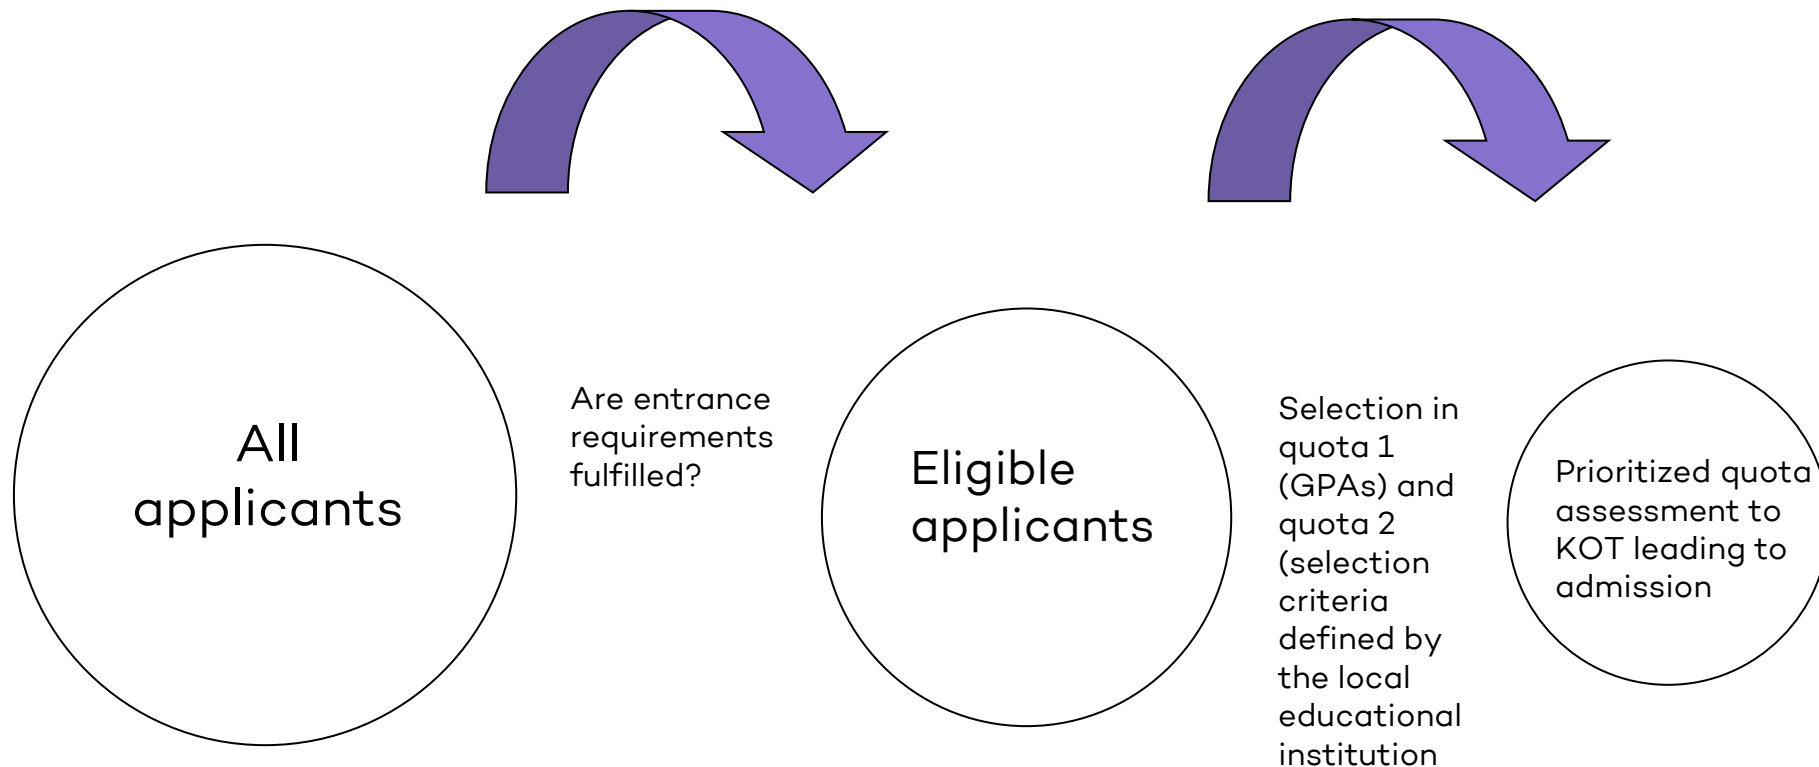 All
applicants
Are entrance
requirements
fulfilled?
Eligible
applicants
Selection in
quota 1
(GPAs) and
quota 2
(selection
criteria
defined by
the local
educational
institution
Prioritized quota
assessment to
KOT leading to
admission